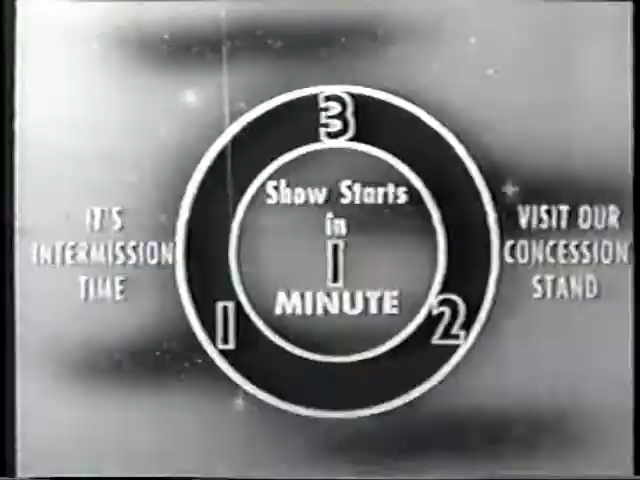 3
Show Starts
in
1
MINUTE
1
2
IT'S
INTERMISSION
TIME
VISIT OUR
CONCESSION
STAND